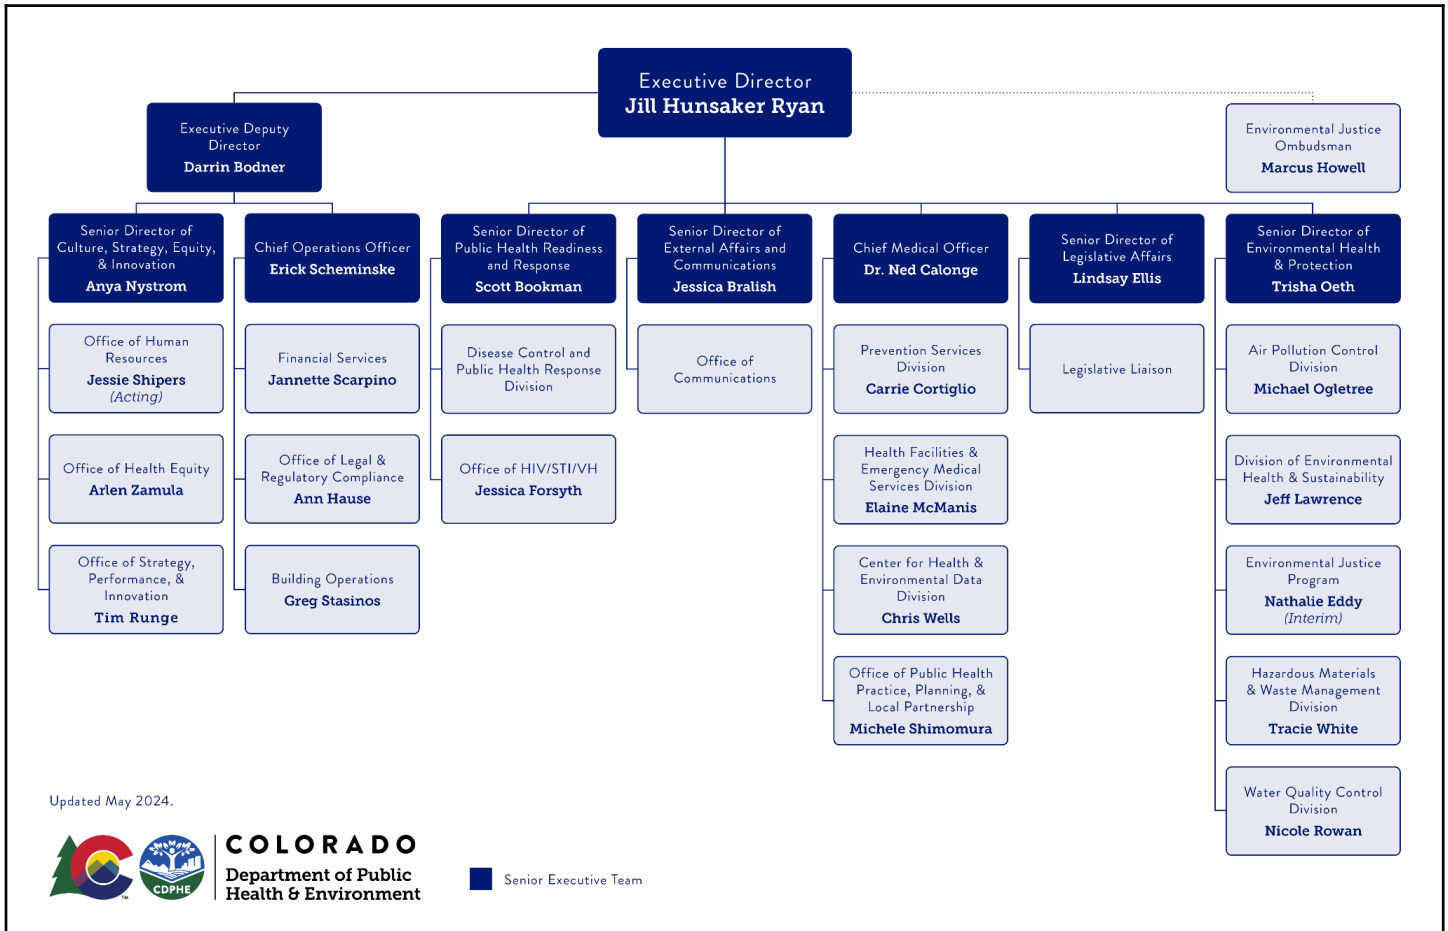 Executive Director
Jill Hunsaker Ryan
Executive Deputy
Director
Darrin Bodner
Environmental Justice
Ombudsman
Marcus Howell
Senior Director of
Culture, Strategy, Equity,
& Innovation
Anya Nystrom
Chief Operations Officer
Erick Scheminske
Senior Director of
Public Health Readiness
and Response
Scott Bookman
Senior Director of
External Affairs and
Communications
Jessica Bralish
Chief Medical Officer
Dr. Ned Calonge
Senior Director of
Legislative Affairs
Lindsay Ellis
Senior Director of
Environmental Health
& Protection
Trisha Oeth
Office of Human
Resources
Jessie Shipers
(Acting)
Financial Services
Jannette Scarpino
Disease Control and
Public Health Response
Division
Office of
Communications
Prevention Services
Division
Carrie Cortiglio
Legislative Liaison
Air Pollution Control
Division
Michael Ogletree
Office of Health Equity
Arlen Zamula
Office of Legal &
Regulatory Compliance
Ann Hause
Office of HIV/STI/VH
Jessica Forsyth
Health Facilities &
Emergency Medical
Services Division
Elaine McManis
Division of Environmental
Health & Sustainability
Jeff Lawrence
Office of Strategy,
Performance, &
Innovation
Tim Runge
Building Operations
Greg Stasinos
Center for Health &
Environmental Data
Division
Chris Wells
Environmental Justice
Program
Nathalie Eddy
(Interim)
Office of Public Health
Practice, Planning, &
Local Partnership
Michele Shimomura
Hazardous Materials
& Waste Management
Division
Tracie White
Water Quality Control
Division
Nicole Rowan
Updated May 2024.
TM
CDPHE
COLORADO
Department of Public
Health & Environment
Senior Executive Team